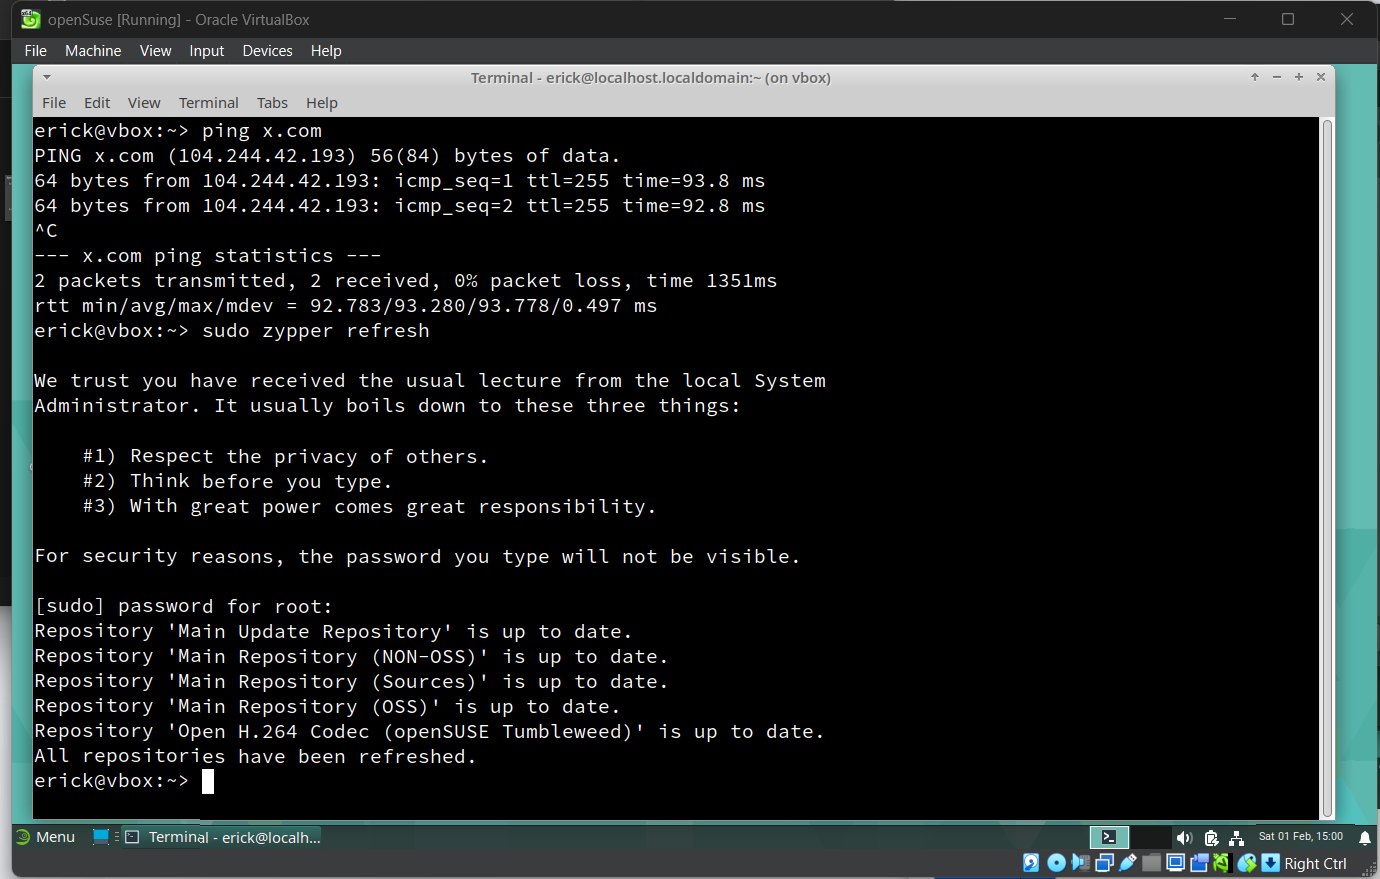 openSuse [Running] - Oracle VirtualBox
File Machine View Input Devices Help
Terminal - erick@localhost.localdomain:~ (on vbox)
File Edit View Terminal Tabs Help
erick@vbox:~> ping x.com
PING x.com (104.244.42.193) 56(84) bytes of data.
64 bytes from 104.244.42.193: icmp_seq=1 ttl=255 time=93.8 ms
64 bytes from 104.244.42.193: icmp_seq=2 ttl=255 time=92.8 ms
^C
--- x.com ping statistics ---
2 packets transmitted, 2 received, 0% packet loss, time 1351ms
rtt min/avg/max/mdev = 92.783/93.280/93.778/0.497 ms
erick@vbox:~> sudo zypper refresh
We trust you have received the usual lecture from the local System
Administrator. It usually boils down to these three things:
#1) Respect the privacy of others.
#2) Think before you type.
#3) With great power comes great responsibility.
For security reasons, the password you type will not be visible.
[sudo] password for root:
Repository 'Main Update Repository' is up to date.
Repository 'Main Repository (NON-OSS)' is up to date.
Repository 'Main Repository (Sources)' is up to date.
Repository 'Main Repository (OSS)' is up to date.
Repository 'Open H.264 Codec (openSUSE Tumbleweed)' is up to date.
All repositories have been refreshed.
erick@vbox:~>
Menu Terminal - erick@localh... Sat 01 Feb, 15:00
Right Ctrl